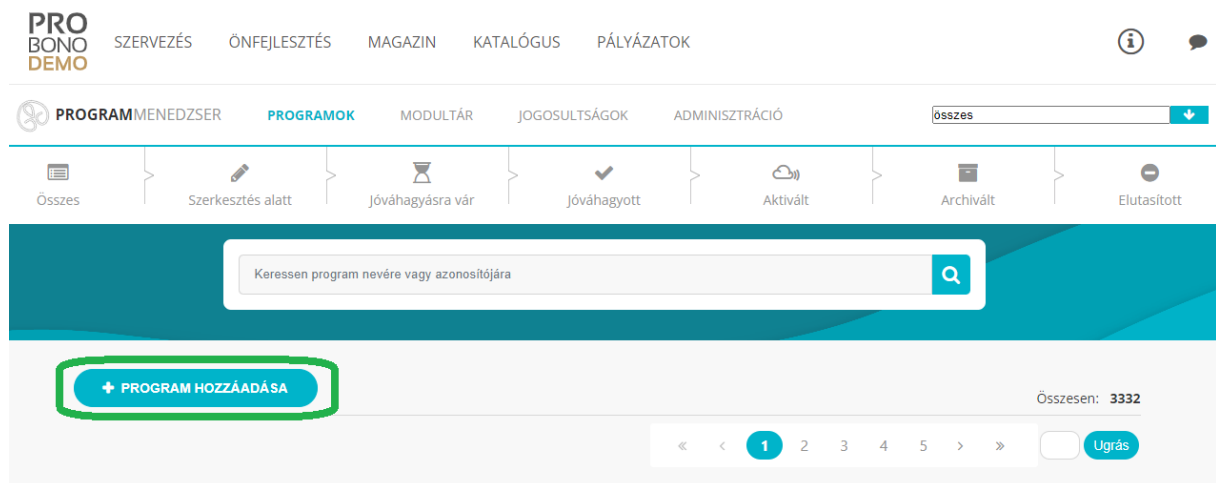 PRO
BONO
DEMO
SZERVEZÉS ÖNFEJLESZTÉS MAGAZIN KATALÓGUS PÁLYÁZATOK
PROGRAMMENEDZSER PROGRAMOK MODULTÁR JOGOSULTSÁGOK ADMINISZTRÁCIÓ összes
Összes Szerkesztés alatt Jóváhagyásra vár Jóváhagyott Aktivált Archivált Elutasított
Keressen program nevére vagy azonosítójára
+ PROGRAM HOZZÁADÁSA
Összesen: 3332
« < 1 2 3 4 5 > » Ugrás